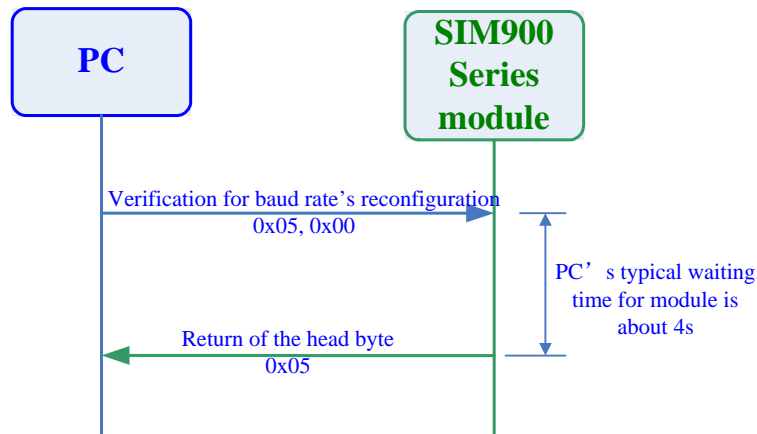 PC
SIM900
Series
module
Verification for baud rate's reconfiguration
0x05, 0x00
PC’ s typical waiting
time for module is
about 4s
Return of the head byte
0x05